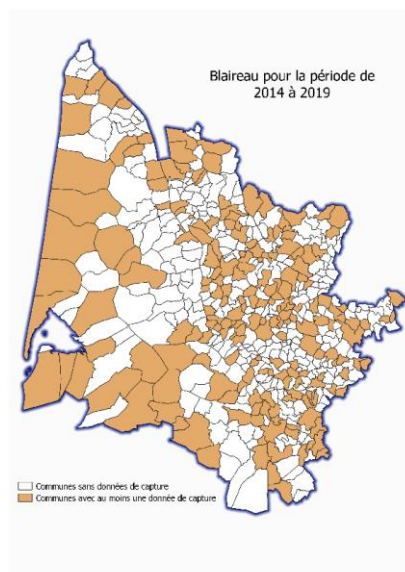 Blaireau pour la période de
2014 à 2019
Communes sans données de capture
Communes avec au moins une donnée de capture